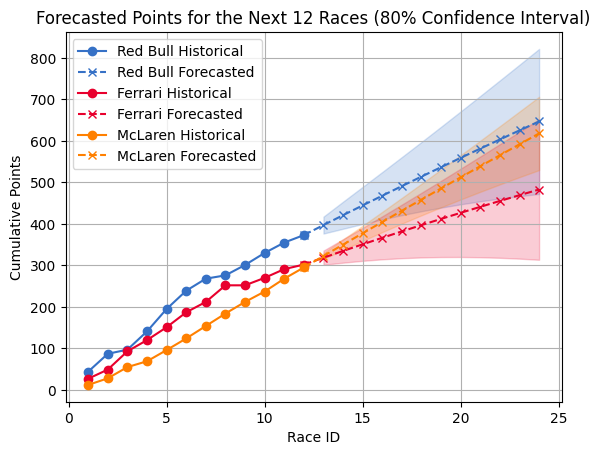 Forecasted Points for the Next 12 Races (80% Confidence Interval)
Red Bull Historical
Red Bull Forecasted
Ferrari Historical
Ferrari Forecasted
McLaren Historical
McLaren Forecasted
Cumulative Points
800
700
600
500
400
300
200
100
0
0 5 10 15 20 25
Race ID